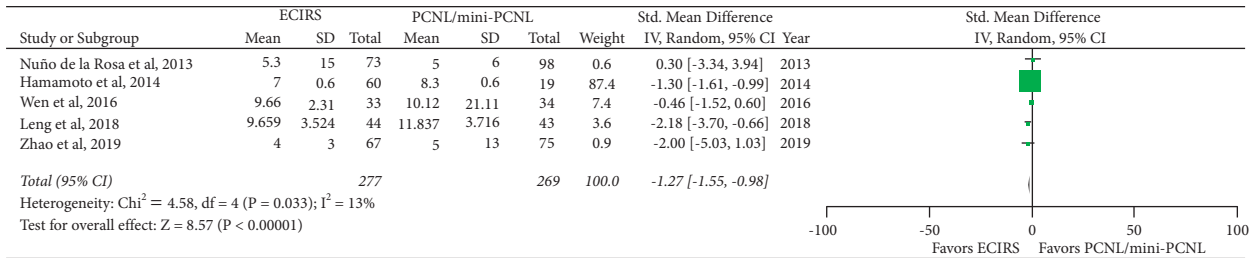 ECIRS PCNL/mini-PCNL Std. Mean Difference Std. Mean Difference
Study or Subgroup Mean SD Total Mean SD Total Weight IV, Random, 95% CI Year IV, Random, 95% CI
Nuño de la Rosa et al, 2013 5.3 15 73 5 6 98 0.6 0.30 [-3.34, 3.94] 2013
Hamamoto et al, 2014 7 0.6 60 8.3 0.6 19 87.4 -1.30 [-1.61, -0.99] 2014
Wen et al, 2016 9.66 2.31 33 10.12 21.11 34 7.4 -0.46 [-1.52, 0.60] 2016
Leng et al, 2018 9.659 3.524 44 11.837 3.716 43 3.6 -2.18 [-3.70, -0.66] 2018
Zhao et al, 2019 4 3 67 5 13 75 0.9 -2.00 [-5.03, 1.03] 2019
Total (95% CI) 277 269 100.0 -1.27 [-1.55, -0.98]
Heterogeneity: Chi² = 4.58, df = 4 (P = 0.033); I² = 13%
Test for overall effect: Z = 8.57 (P < 0.00001)
-100 -50 0 50 100
Favors ECIRS Favors PCNL/mini-PCNL